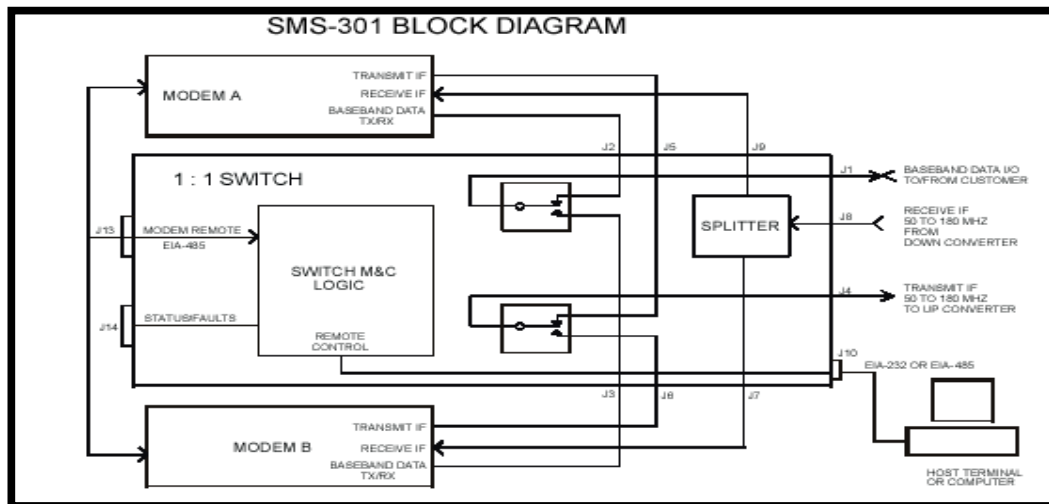 SMS-301 BLOCK DIAGRAM
MODEM A
TRANSMIT IF
RECEIVE IF
BASEBAND DATA
TX/RX
J2
J5
J9
1 : 1 SWITCH
J1
BASEBAND DATA I/O
TO/FROM CUSTOMER
J13
MODEM REMOTE
EIA-485
SPLITTER
J8
RECEIVE IF
50 TO 180 MHZ
FROM
DOWN CONVERTER
SWITCH M&C
LOGIC
J4
TRANSMIT IF
50 TO 180 MHZ
TO UP CONVERTER
J14
STATUS/FAULTS
REMOTE
CONTROL
J10
EIA-232 OR EIA-485
J3
J6
J7
MODEM B
TRANSMIT IF
RECEIVE IF
BASEBAND DATA
TX/RX
HOST TERMINAL
OR COMPUTER